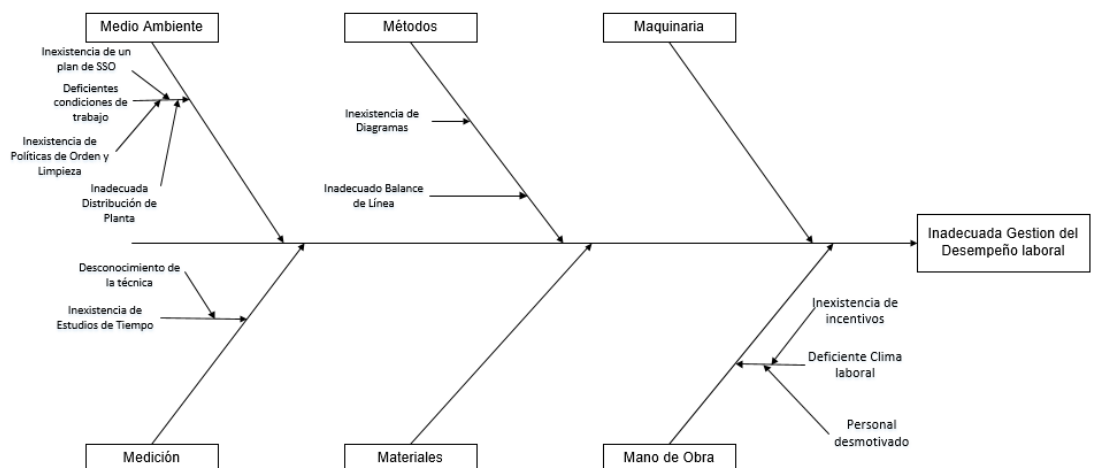 Medio Ambiente
Métodos
Maquinaria
Inexistencia de un
plan de SSO
Deficientes
condiciones de
trabajo
Inexistencia de
Políticas de Orden y
Limpieza
Inadecuada
Distribución de
Planta
Inexistencia de
Diagramas
Inadecuado Balance
de Línea
Inadecuada Gestion del
Desempeño laboral
Desconocimiento de
la técnica
Inexistencia de
Estudios de Tiempo
Inexistencia de
incentivos
Deficiente Clima
laboral
Personal
desmotivado
Medición
Materiales
Mano de Obra